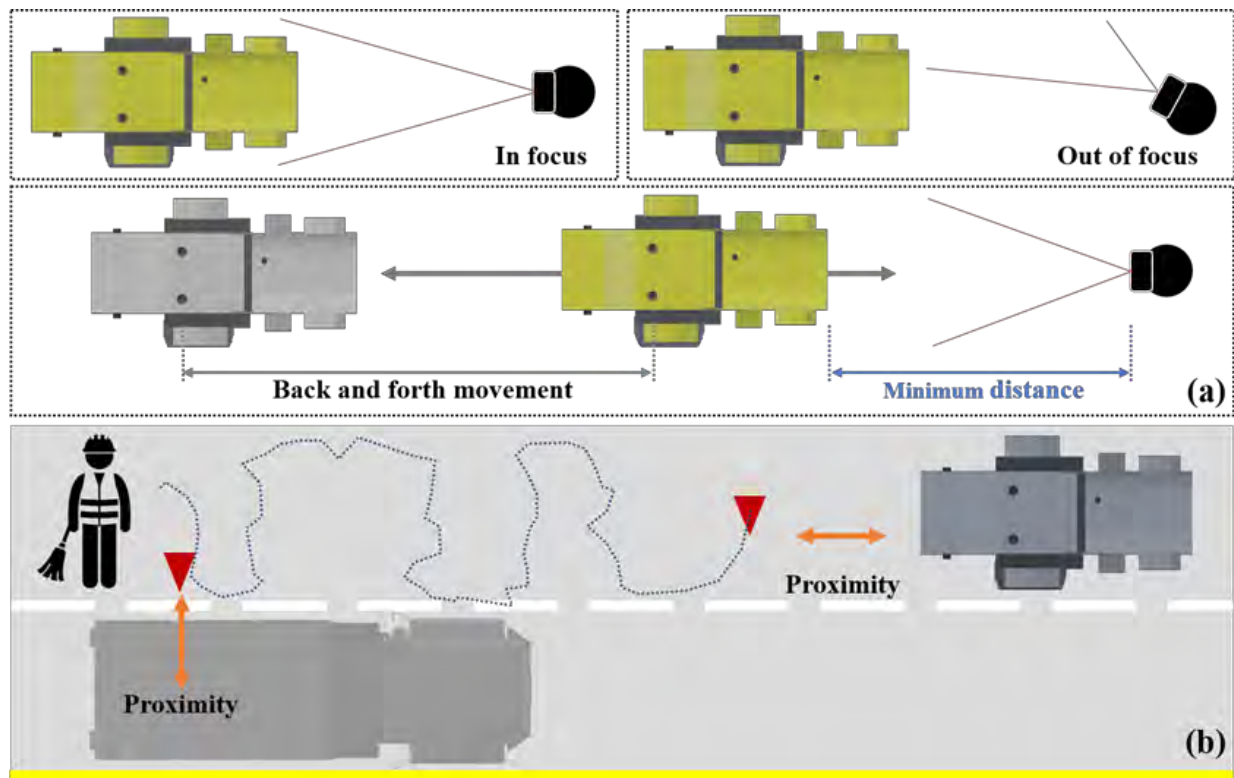 In focus
Out of focus
Back and forth movement
Minimum distance
(a)
Proximity
Proximity
(b)